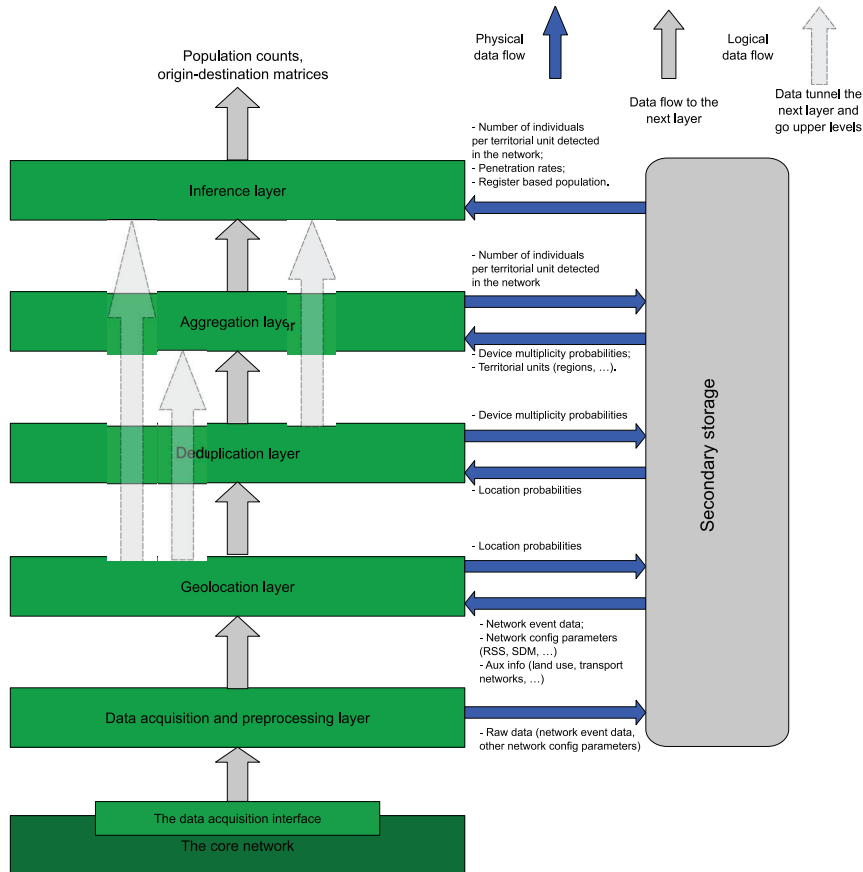 Physical
data flow
Logical
data flow
Data flow to the
next layer
Data tunnel the
next layer and
go upper levels
Population counts,
origin-destination matrices
- Number of individuals
per territorial unit detected
in the network;
- Penetration rates;
- Register based population.
Inference layer
- Number of individuals
per territorial unit detected
in the network
Aggregation layer
- Device multiplicity probabilities;
- Territorial units (regions, …).
- Device multiplicity probabilities
Deduplication layer
- Location probabilities
Secondary storage
- Location probabilities
Geolocation layer
- Network event data;
- Network config parameters
(RSS, SDM, …)
- Aux info (land use, transport
networks, …)
Data acquisition and preprocessing layer
- Raw data (network event data,
other network config parameters)
The data acquisition interface
The core network